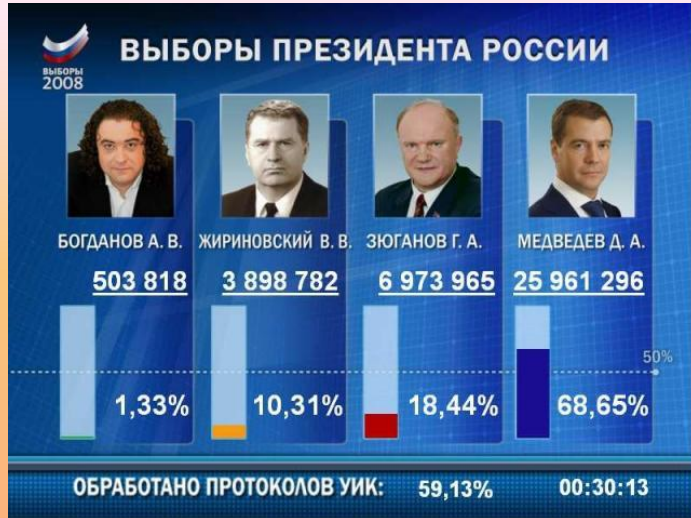 ВЫБОРЫ ПРЕЗИДЕНТА РОССИИ
ВЫБОРЫ
2008
БОГДАНОВ А. В. ЖИРИНОВСКИЙ В. В. ЗЮГАНОВ Г. А. МЕДВЕДЕВ Д. А.
503 818 3 898 782 6 973 965 25 961 296
50%
1,33% 10,31% 18,44% 68,65%
ОБРАБОТАНО ПРОТОКОЛОВ УИК: 59,13% 00:30:13